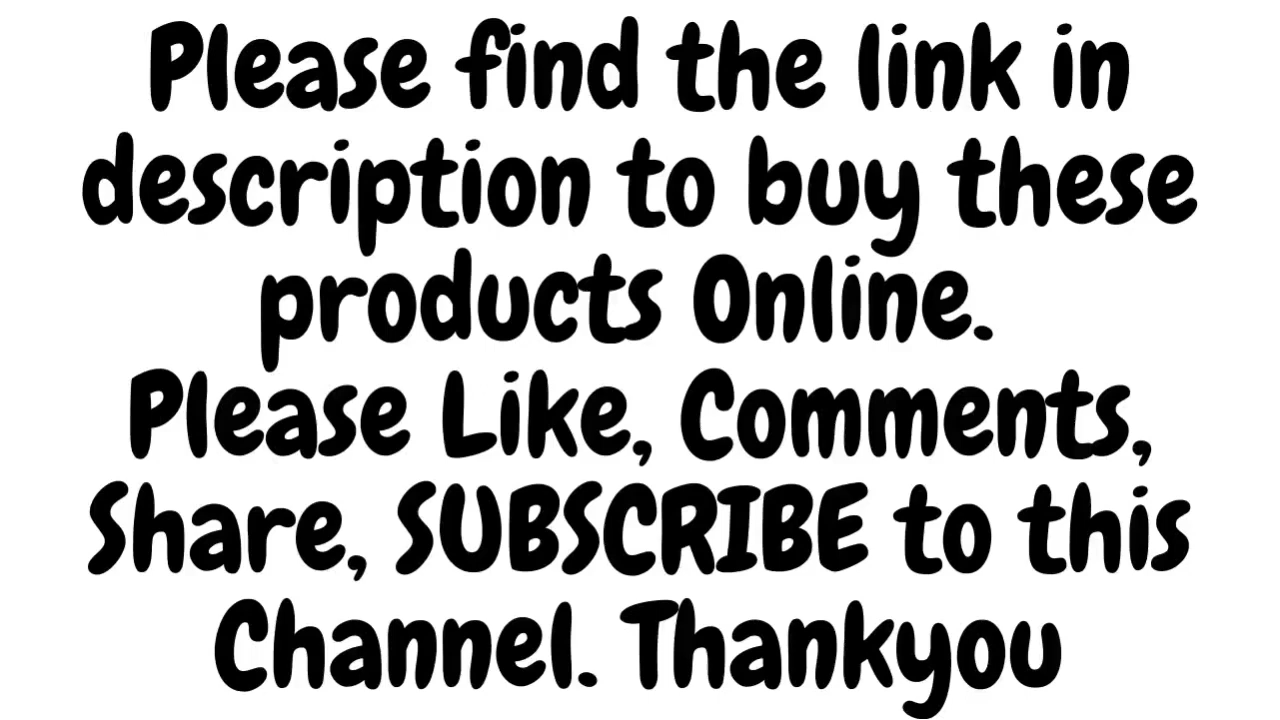 Please find the link in
description to buy these
products Online.
Please Like, Comments,
Share, SUBSCRIBE to this
Channel. Thankyou